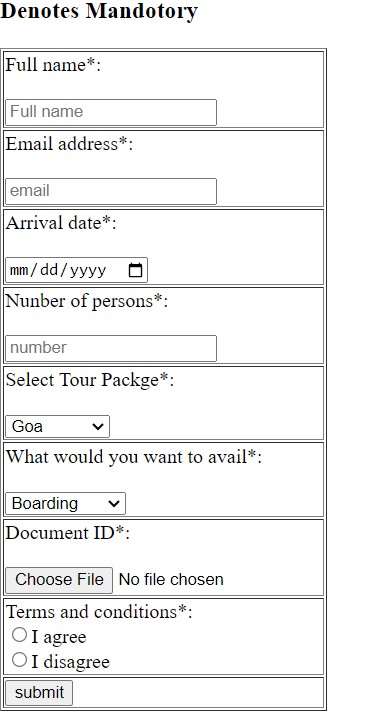 Denotes Mandotory
Full name*:
Full name
Email address*:
email
Arrival date*:
mm/dd/yyyy
Nunber of persons*:
number
Select Tour Packge*:
Goa
What would you want to avail*:
Boarding
Document ID*:
Choose File No file chosen
Terms and conditions*:
I agree
I disagree
submit